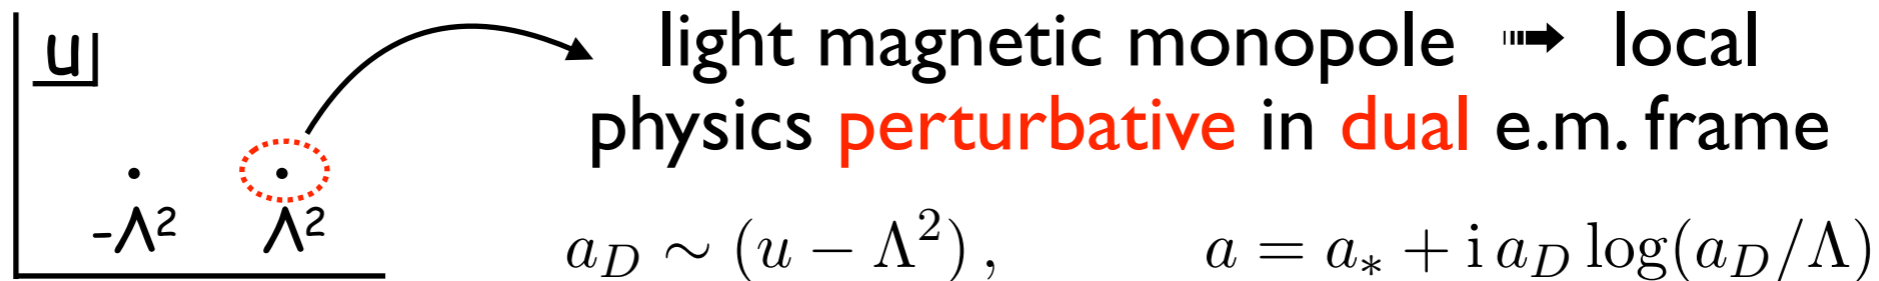 u
light magnetic monopole ➟ local
physics perturbative in dual e.m. frame
-Λ² Λ²
a_D ∼ (u − Λ²) , a = a_* + i a_D log(a_D/Λ)